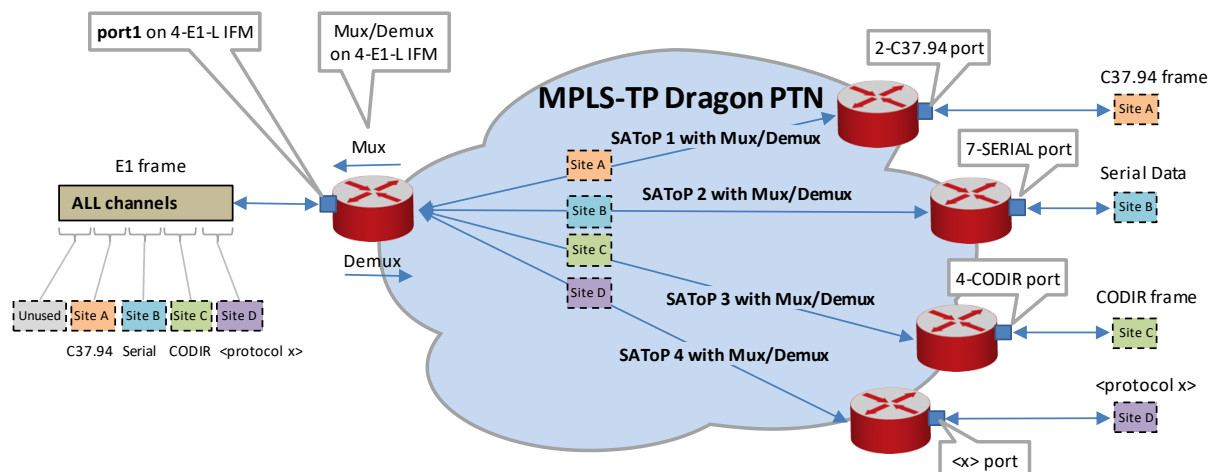 port1 on 4-E1-L IFM
Mux/Demux
on 4-E1-L IFM
2-C37.94 port
C37.94 frame
Site A
MPLS-TP Dragon PTN
SAToP 1 with Mux/Demux
Mux
Site A
7-SERIAL port
E1 frame
Serial Data
ALL channels
SAToP 2 with Mux/Demux
Site B
Site B
Site C
Demux
4-CODIR port
Site D
SAToP 3 with Mux/Demux
CODIR frame
Unused
Site A
Site B
Site C
Site D
Site C
C37.94
Serial
CODIR
<protocol x>
SAToP 4 with Mux/Demux
<protocol x>
Site D
<x> port